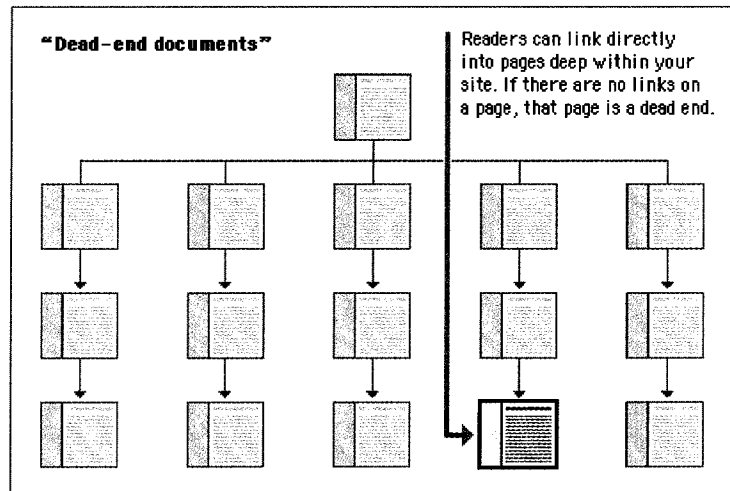 “Dead-end documents”
Readers can link directly
into pages deep within your
site. If there are no links on
a page, that page is a dead end.